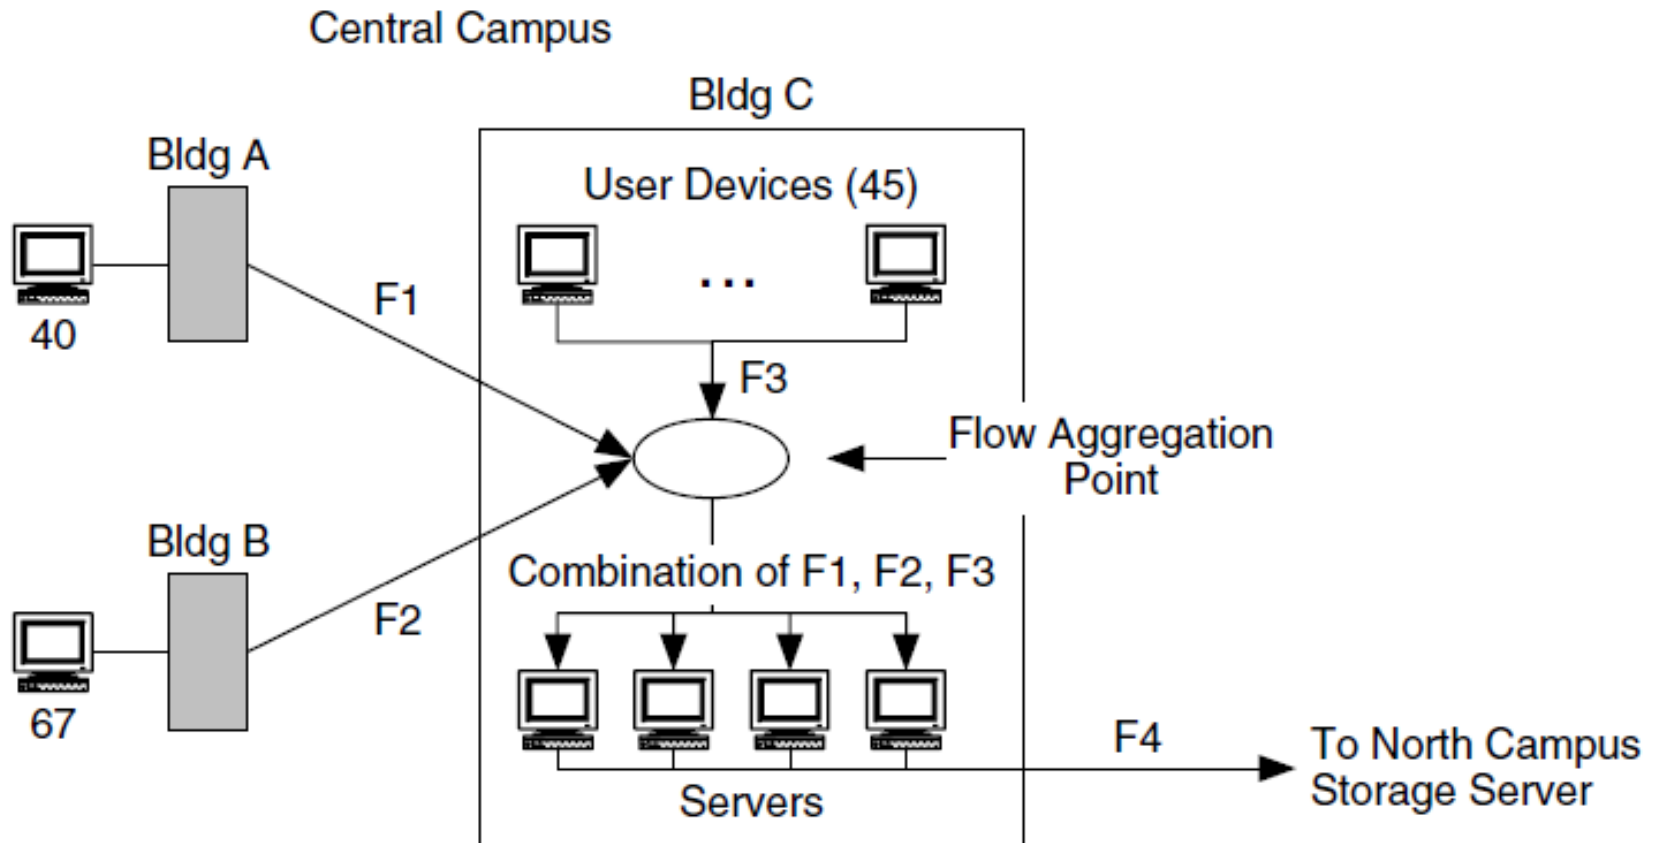 Central Campus
Bldg C
Bldg A
User Devices (45)
...
F1
40
F3
Flow Aggregation
Point
Bldg B
Combination of F1, F2, F3
F2
67
F4
To North Campus
Storage Server
Servers